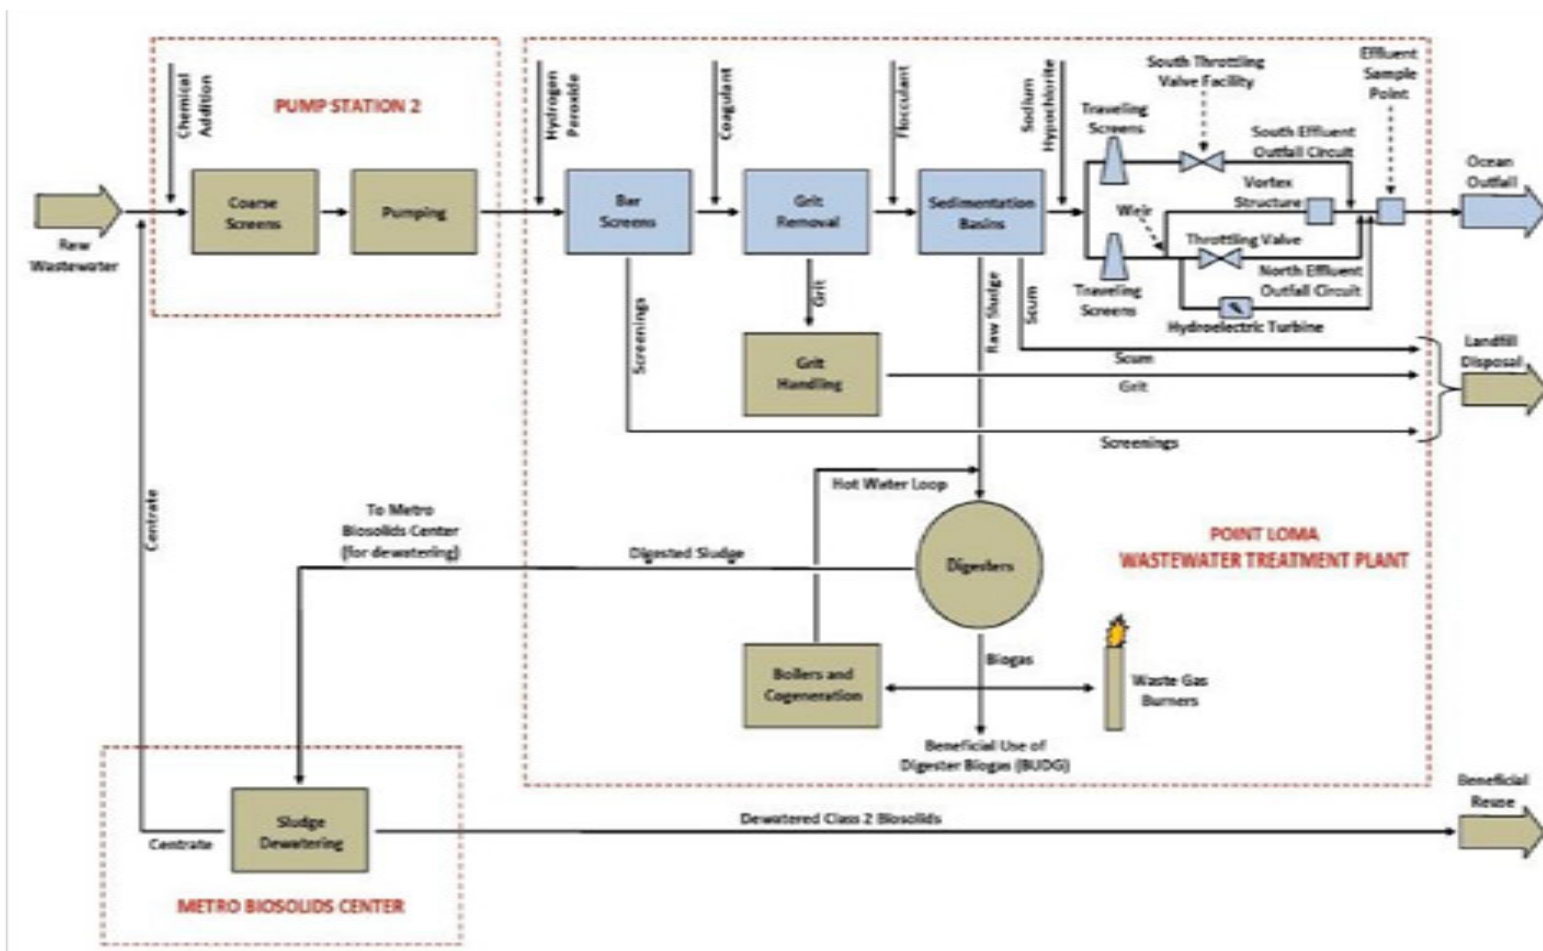 Chemical
Addition
PUMP STATION 2
Coarse
Screens
Pumping
Raw
Wastewater
Hydrogen
Peroxide
Coagulant
Flocculant
Sodium
Hypochlorite
Bar
Screens
Grit
Removal
Sedimentation
Basins
South Throttling
Valve Facility
Effluent
Sample
Point
Traveling
Screens
South Effluent
Outfall Circuit
Vortex
Structure
Weir
Throttling Valve
North Effluent
Outfall Circuit
Traveling
Screens
Hydroelectric Turbine
Ocean
Outfall
Screenings
Grit
Raw Sludge
Scum
Grit
Handling
Scum
Grit
Screenings
Landfill
Disposal
Hot Water Loop
Centrate
To Metro
Biosolids Center
(for dewatering)
Digested Sludge
Digesters
POINT LOMA
WASTEWATER TREATMENT PLANT
Biogas
Boilers and
Cogeneration
Waste Gas
Burners
Beneficial Use of
Digester Biogas (BUDG)
Sludge
Dewatering
Centrate
Dewatered Class 2 Biosolids
Beneficial
Reuse
METRO BIOSOLIDS CENTER